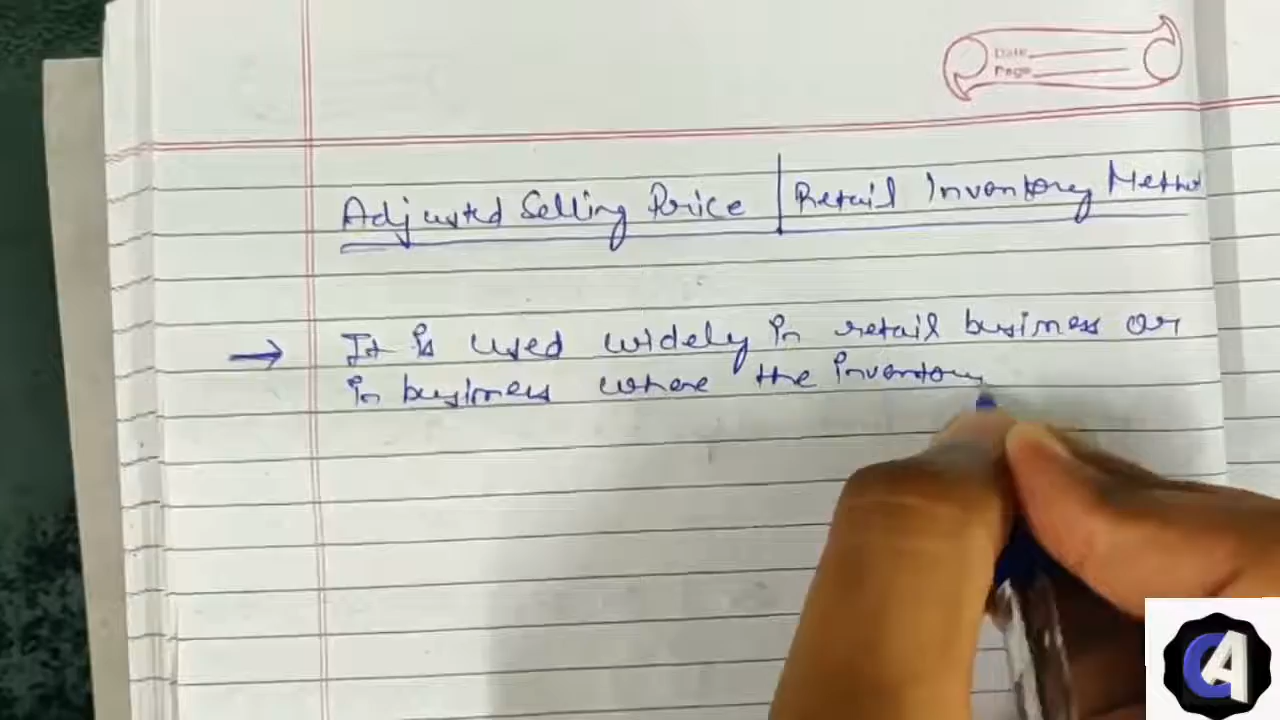 Date
Page
Adjusted Selling Price | Retail Inventory Method
→ It is used widely in retail business or
in business where the inventory
CA